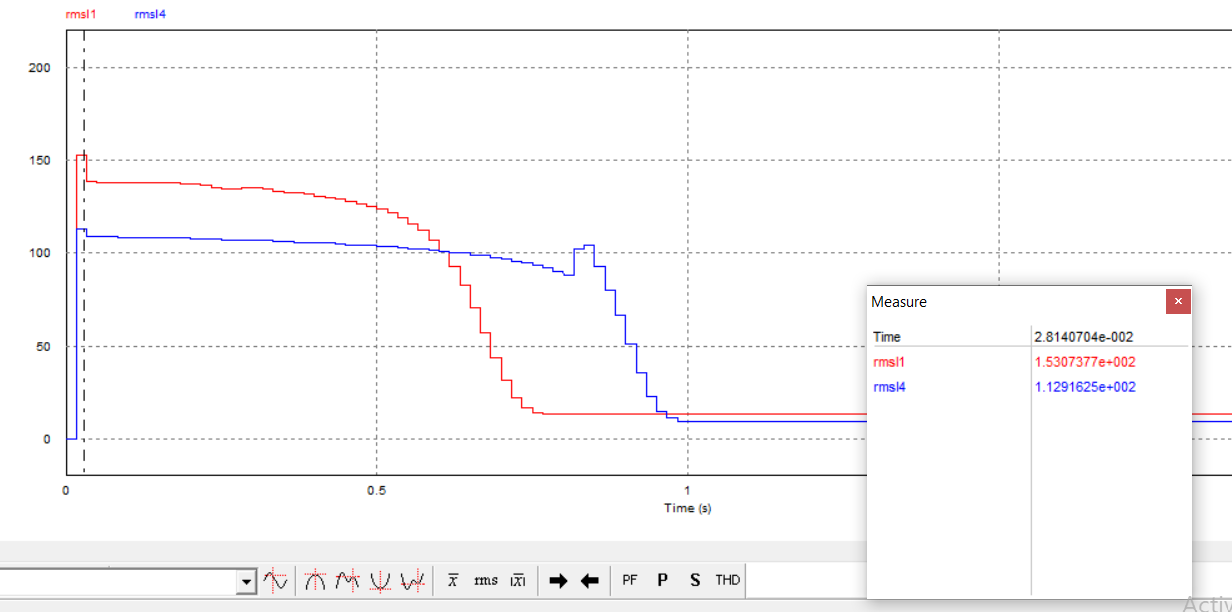 rmsI1 rmsI4
200
150
100
50
0
0 0.5 1
Time (s)
Measure
Time 2.8140704e-002
rmsI1 1.5307377e+002
rmsI4 1.1291625e+002
x rms |x| PF P S THD
Activ